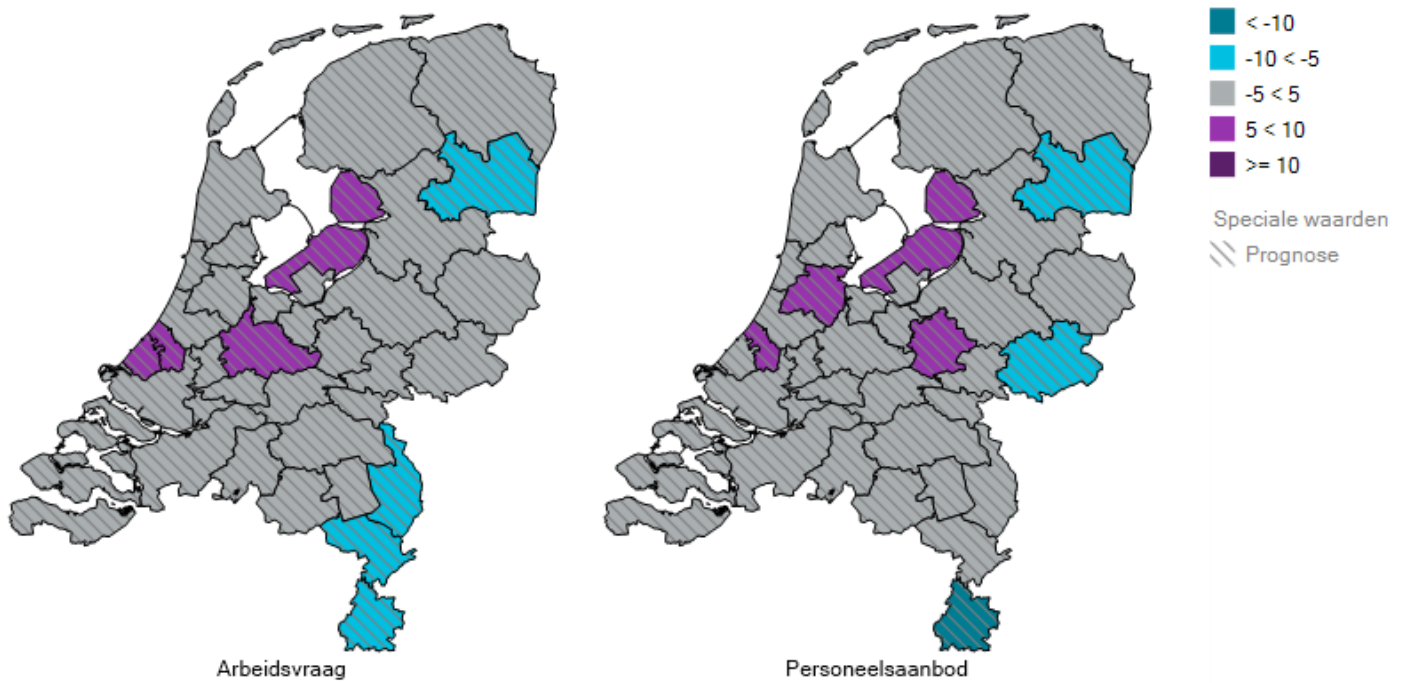 < -10
-10 < -5
-5 < 5
5 < 10
>= 10
Speciale waarden
Prognose
Arbeidsvraag
Personeelsaanbod